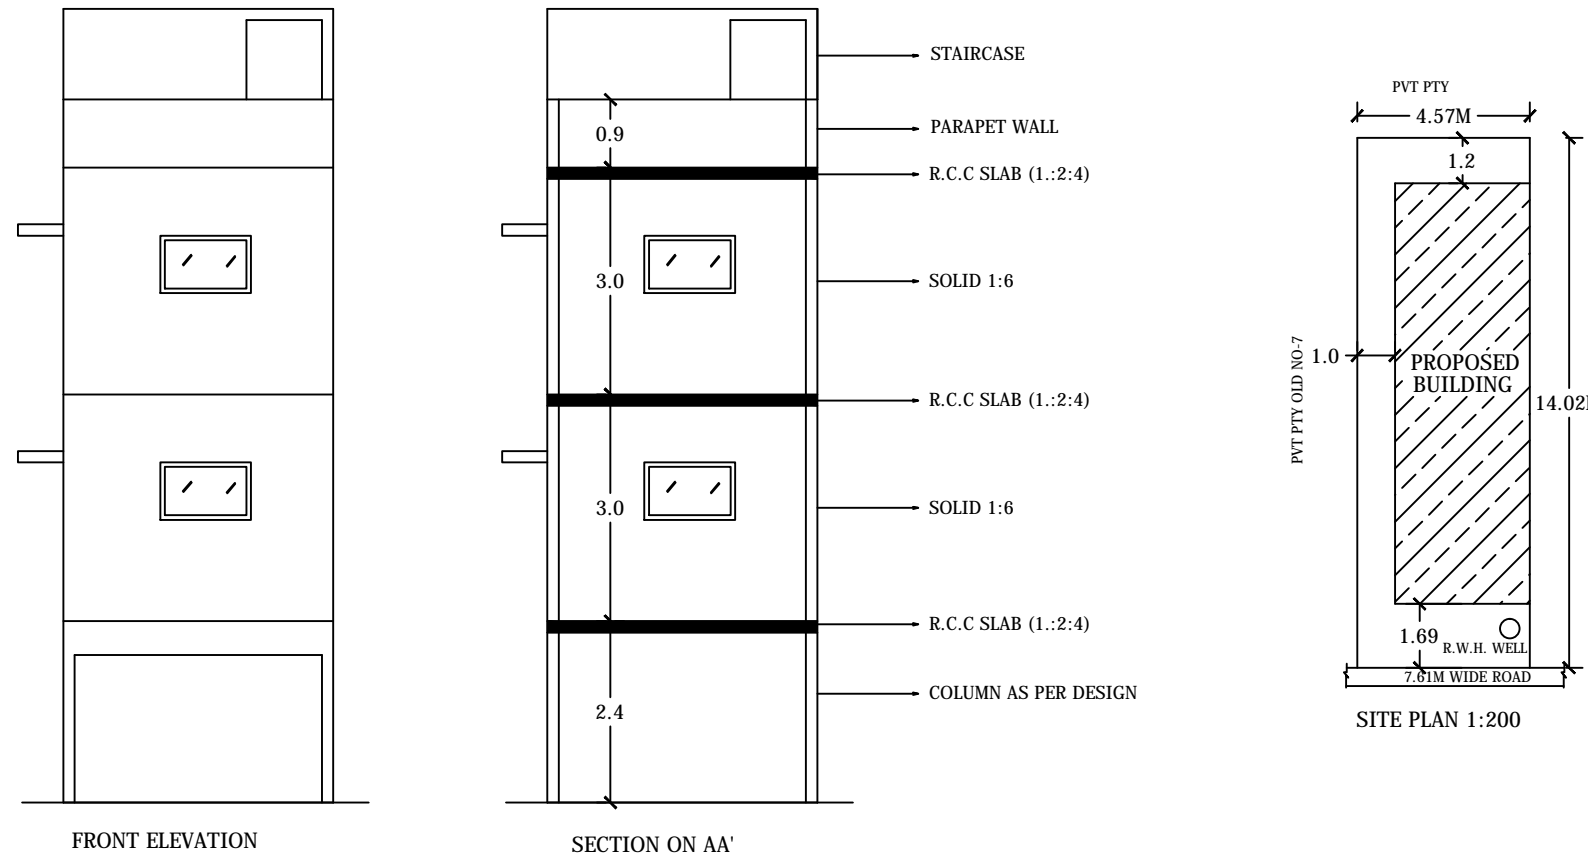 STAIRCASE
0.9
PARAPET WALL
R.C.C SLAB (1.:2:4)
3.0
SOLID 1:6
R.C.C SLAB (1.:2:4)
3.0
SOLID 1:6
R.C.C SLAB (1.:2:4)
2.4
COLUMN AS PER DESIGN
FRONT ELEVATION
SECTION ON AA'
PVT PTY
4.57M
1.2
PVT PTY OLD NO-7
1.0
PROPOSED
BUILDING
14.02
1.69
R.W.H. WELL
7.61M WIDE ROAD
SITE PLAN 1:200